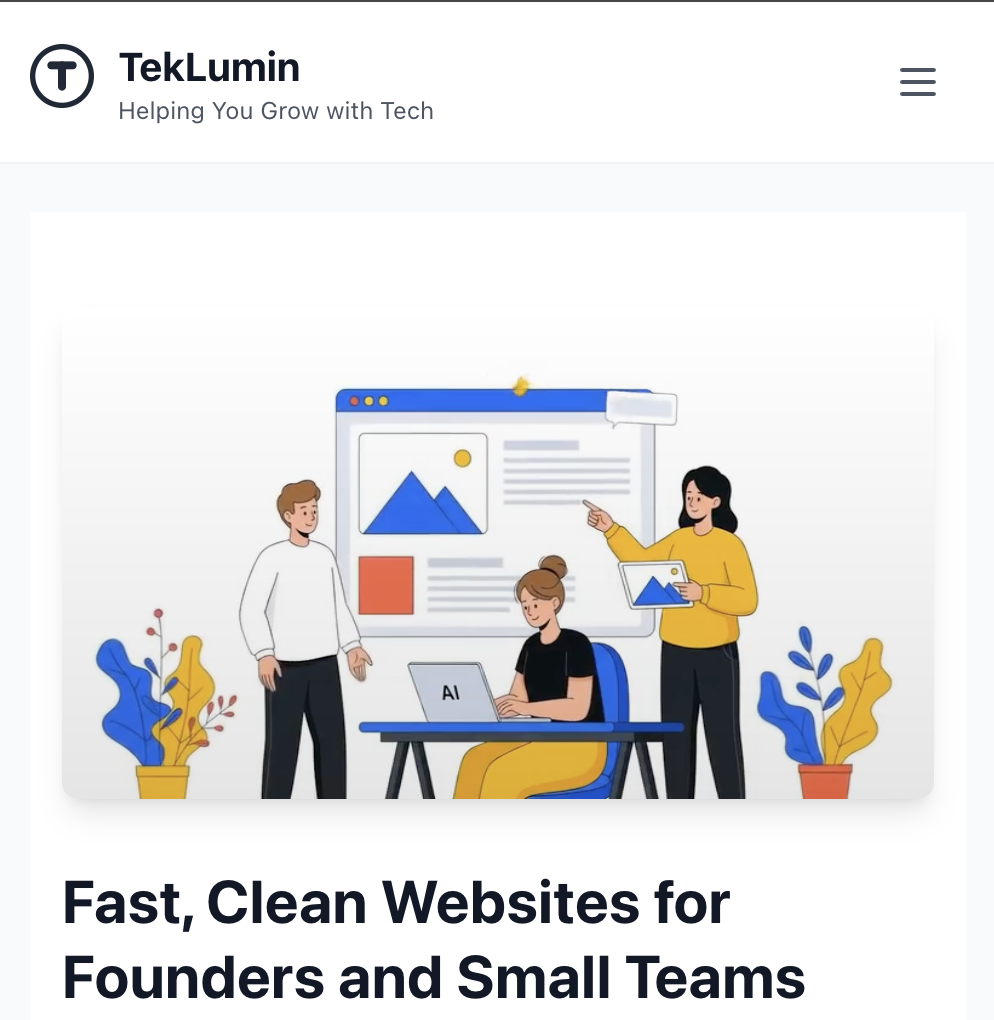 T
TekLumin
Helping You Grow with Tech
AI
Fast, Clean Websites for
Founders and Small Teams